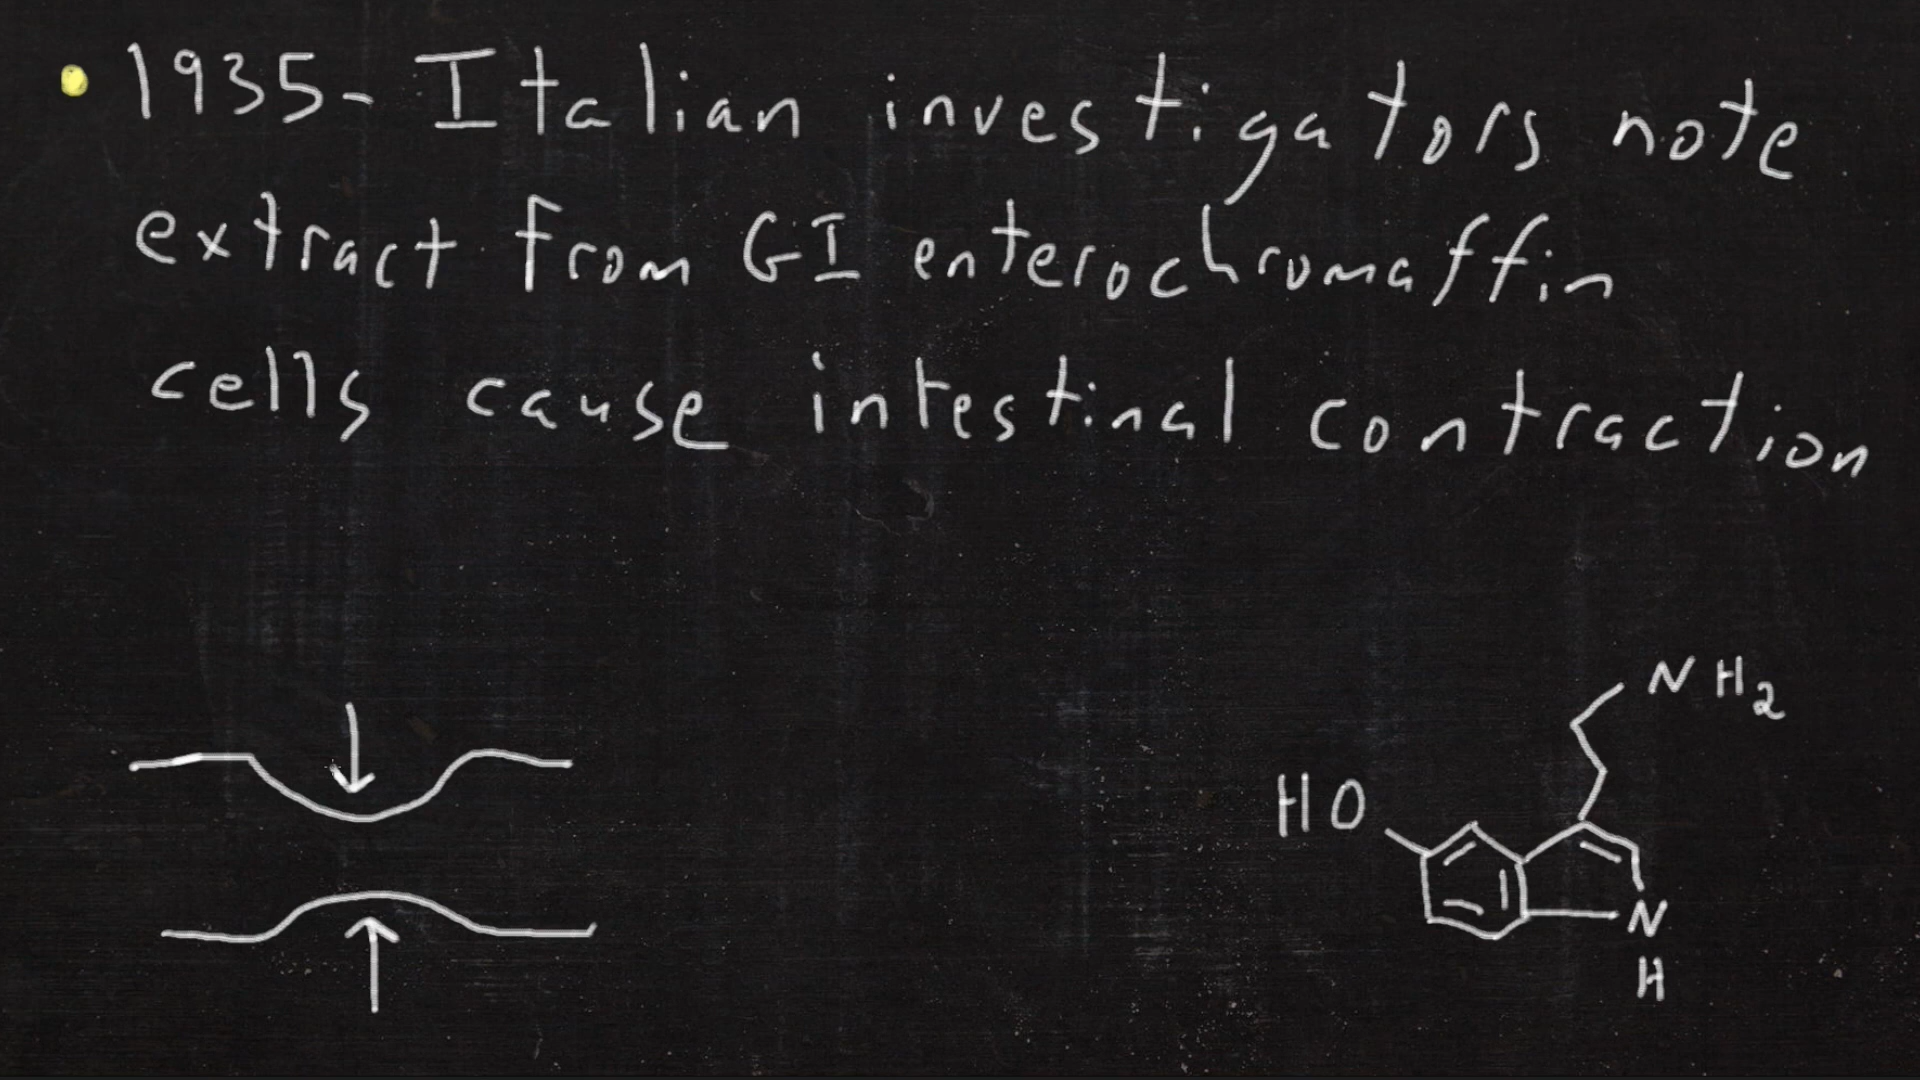 • 1935- Italian investigators note
extract from GI enterochromaffin
cells cause intestinal contraction
NH2
HO
N
H